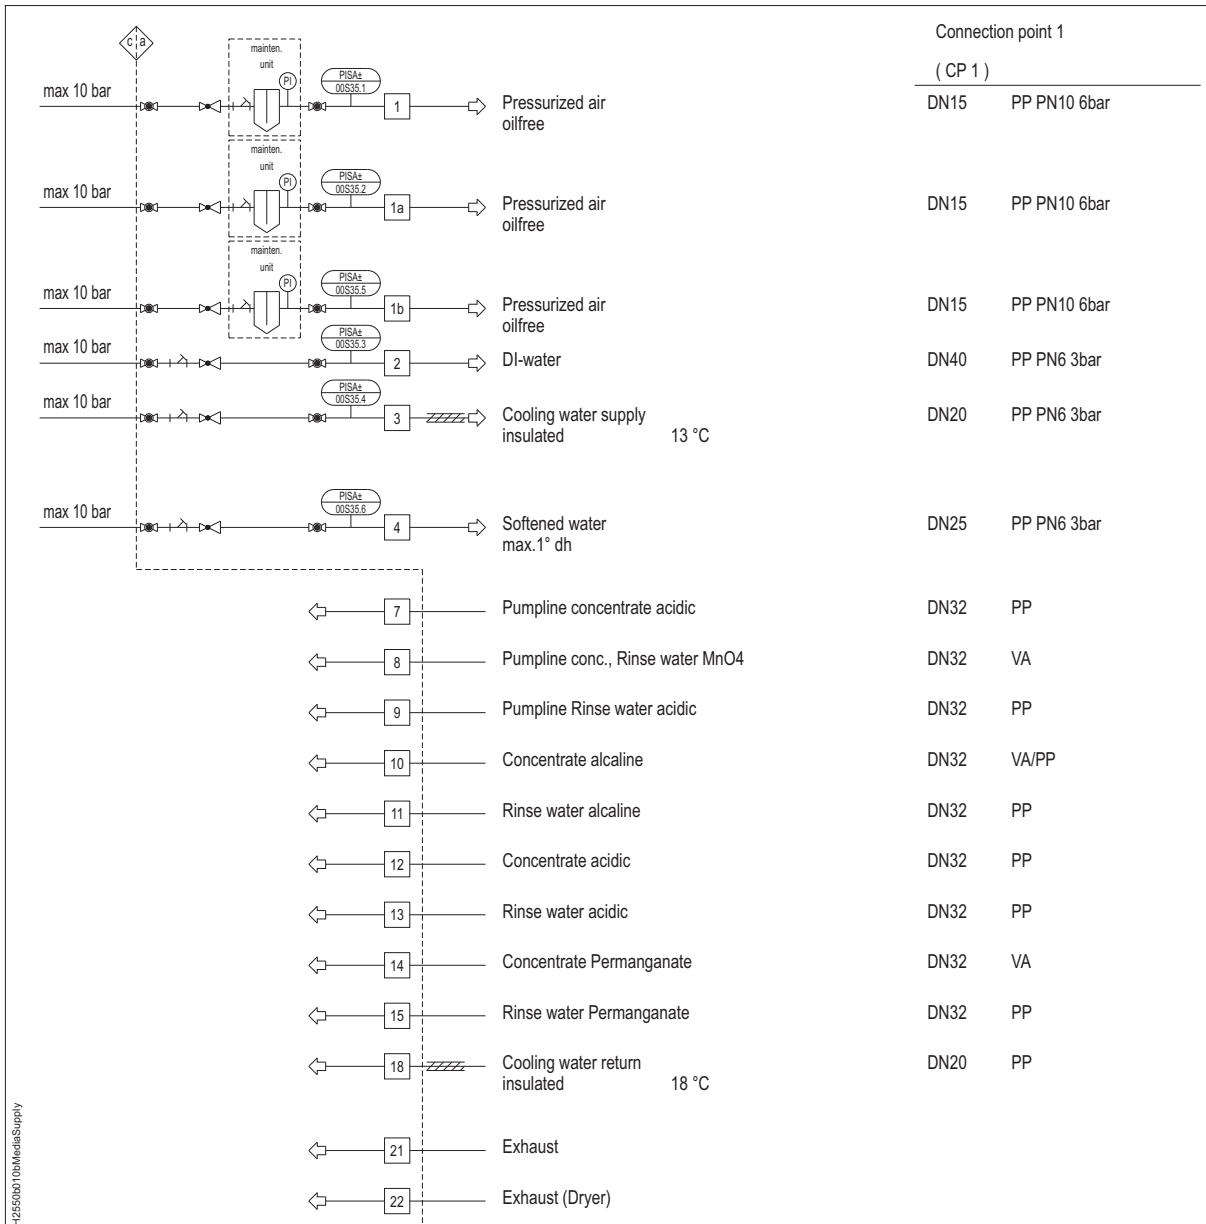 Connection point 1
( CP 1 )
c a
mainten.
unit
PI
PISA±
00S35.1
max 10 bar
1
Pressurized air
oilfree
DN15 PP PN10 6bar
mainten.
unit
PI
PISA±
00S35.2
max 10 bar
1a
Pressurized air
oilfree
DN15 PP PN10 6bar
mainten.
unit
PI
PISA±
00S35.5
max 10 bar
1b
Pressurized air
oilfree
DN15 PP PN10 6bar
PISA±
00S35.3
max 10 bar
2
DI-water
DN40 PP PN6 3bar
PISA±
00S35.4
max 10 bar
3
Cooling water supply
insulated 13 °C
DN20 PP PN6 3bar
PISA±
00S35.6
max 10 bar
4
Softened water
max.1° dh
DN25 PP PN6 3bar
7 Pumpline concentrate acidic DN32 PP
8 Pumpline conc., Rinse water MnO4 DN32 VA
9 Pumpline Rinse water acidic DN32 PP
10 Concentrate alcaline DN32 VA/PP
11 Rinse water alcaline DN32 PP
12 Concentrate acidic DN32 PP
13 Rinse water acidic DN32 PP
14 Concentrate Permanganate DN32 VA
15 Rinse water Permanganate DN32 PP
18 Cooling water return DN20 PP
insulated 18 °C
21 Exhaust
22 Exhaust (Dryer)
H2550b010bMediaSupply